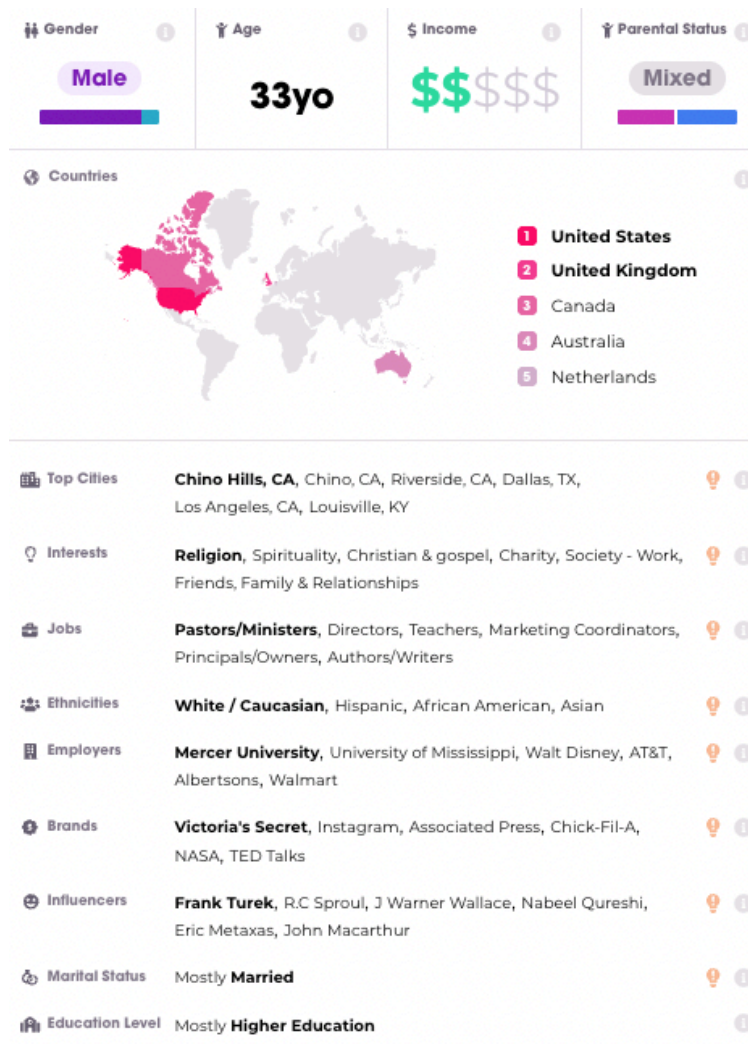 Gender
Age
$ Income
Parental Status
Male
33yo
$$$$$
Mixed
Countries
1 United States
2 United Kingdom
3 Canada
4 Australia
5 Netherlands
Top Cities
Chino Hills, CA, Chino, CA, Riverside, CA, Dallas, TX,
Los Angeles, CA, Louisville, KY
Interests
Religion, Spirituality, Christian & gospel, Charity, Society - Work,
Friends, Family & Relationships
Jobs
Pastors/Ministers, Directors, Teachers, Marketing Coordinators,
Principals/Owners, Authors/Writers
Ethnicities
White / Caucasian, Hispanic, African American, Asian
Employers
Mercer University, University of Mississippi, Walt Disney, AT&T,
Albertsons, Walmart
Brands
Victoria's Secret, Instagram, Associated Press, Chick-Fil-A,
NASA, TED Talks
Influencers
Frank Turek, R.C Sproul, J Warner Wallace, Nabeel Qureshi,
Eric Metaxas, John Macarthur
Marital Status
Mostly Married
Education Level
Mostly Higher Education